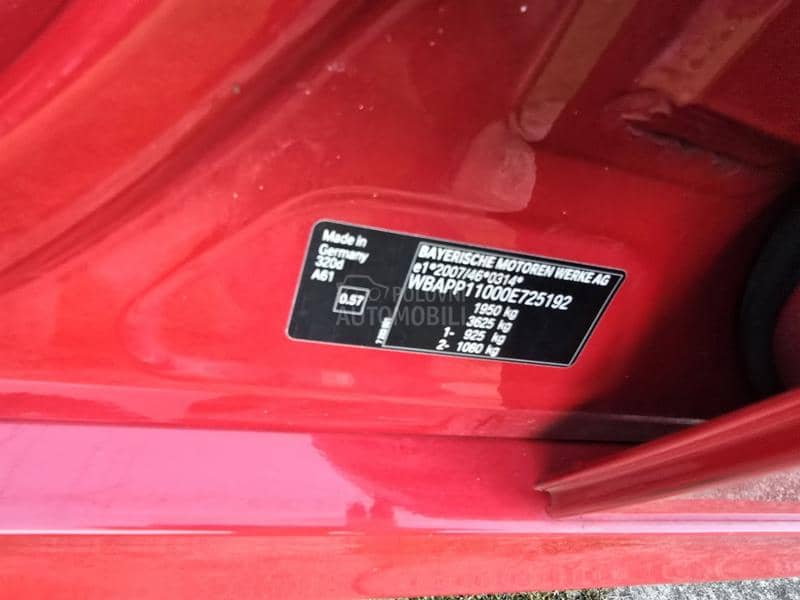 Made in
Germany
320d
A61
0.57
BAYERISCHE MOTOREN WERKE AG
e1*2007/46*0314*
WBAPP11000E725192
1950 kg
3625 kg
1- 925 kg
2- 1060 kg
POLOVNI
AUTOMOBILI